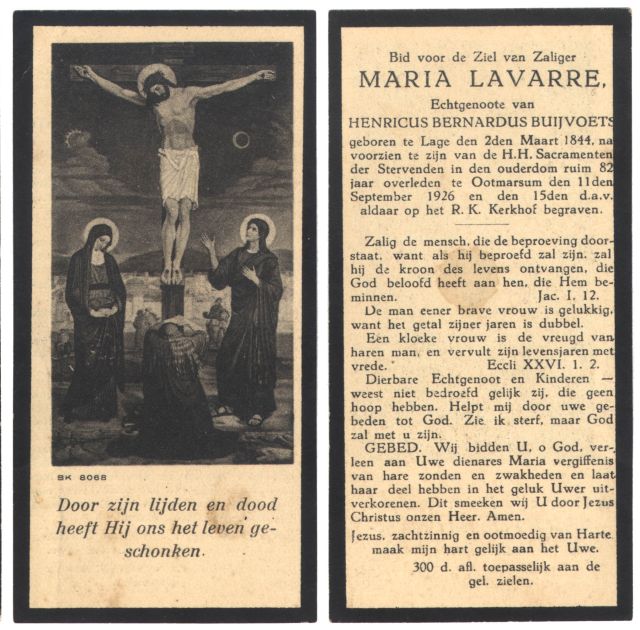 BK 8068
Door zijn lijden en dood
heeft Hij ons het leven ge-
schonken.
Bid voor de Ziel van Zaliger
MARIA LAVARRE,
Echtgenoote van
HENRICUS BERNARDUS BUIJVOETS
geboren te Lage den 2den Maart 1844, na
voorzien te zijn van de H.H. Sacramenten
der Stervenden in den ouderdom ruim 82
jaar overleden te Ootmarsum den 11den
September 1926 en den 15den d.a.v.
aldaar op het R. K. Kerkhof begraven.
Zalig de mensch, die de beproeving door-
staat, want als hij beproefd zal zijn, zal
hij de kroon des levens ontvangen, die
God beloofd heeft aan hen, die Hem be-
minnen. Jac. I, 12.
De man eener brave vrouw is gelukkig,
want het getal zijner jaren is dubbel.
Een kloeke vrouw is de vreugd van
haren man, en vervult zijn levensjaren met
vrede. Eccli XXVI. 1. 2.
Dierbare Echtgenoot en Kinderen —
weest niet bedroefd gelijk zij, die geen
hoop hebben. Helpt mij door uwe ge-
beden tot God. Zie ik sterf, maar God
zal met u zijn.
GEBED. Wij bidden U, o God, ver-
leen aan Uwe dienares Maria vergiffenis
van hare zonden en zwakheden en laat
haar deel hebben in het geluk Uwer uit-
verkorenen. Dit smeeken wij U door Jezus
Christus onzen Heer. Amen.
Jezus, zachtzinnig en ootmoedig van Harte
maak mijn hart gelijk aan het Uwe.
300 d. afl. toepasselijk aan de
gel. zielen.